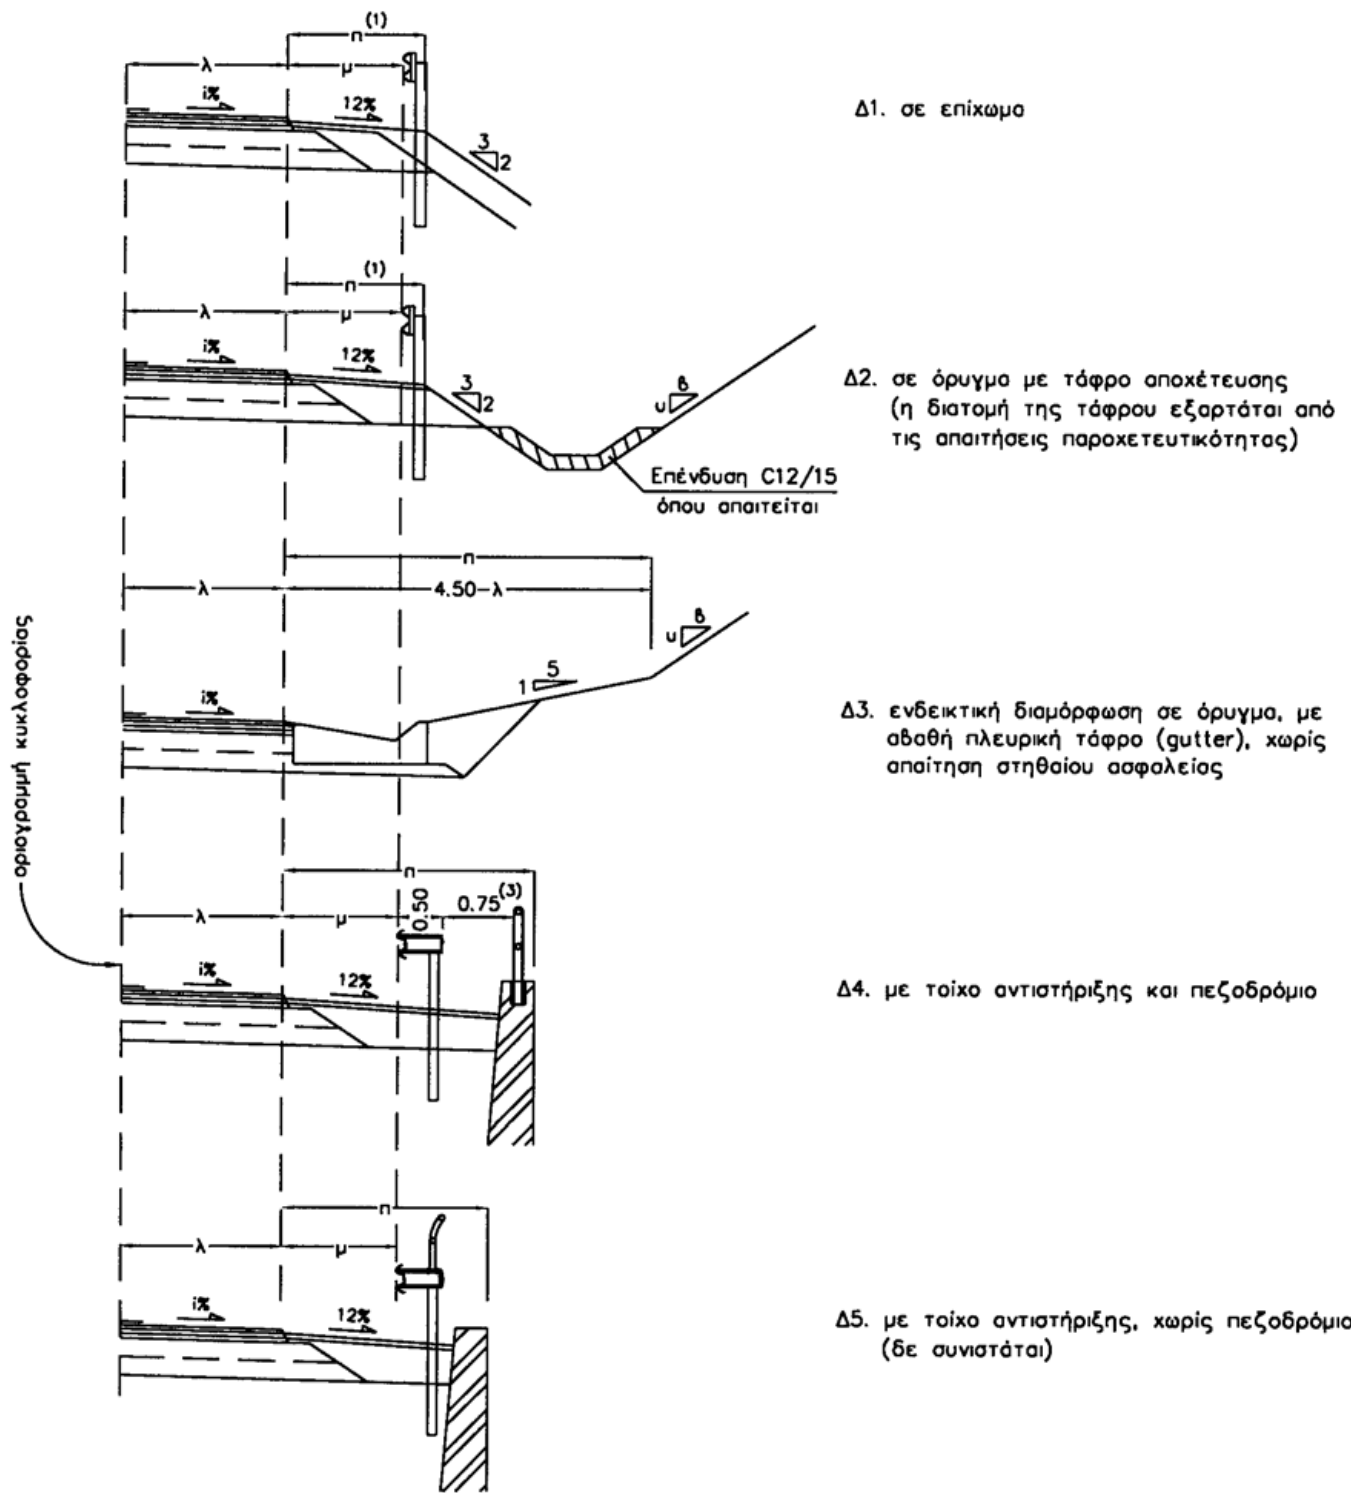 п (1)
λ
μ
i%
12%
3
2
Δ1. σε επίχωμα
п (1)
λ
μ
i%
12%
3
2
β
υ
Δ2. σε όρυγμα με τάφρο αποχέτευσης
(η διατομή της τάφρου εξαρτάται από
τις απαιτήσεις παροχετευτικότητας)
Επένδυση C12/15
όπου απαιτείται
п
λ
4.50-λ
β
υ
i%
5
1
Δ3. ενδεικτική διαμόρφωση σε όρυγμα, με
αβαθή πλευρική τάφρο (gutter), χωρίς
απαίτηση στηθαίου ασφαλείας
οριογραμμή κυκλοφορίας
п
λ
μ
0.50
0.75 (3)
i%
12%
Δ4. με τοίχο αντιστήριξης και πεζοδρόμιο
п
λ
μ
i%
12%
Δ5. με τοίχο αντιστήριξης, χωρίς πεζοδρόμιο
(δε συνιστάται)